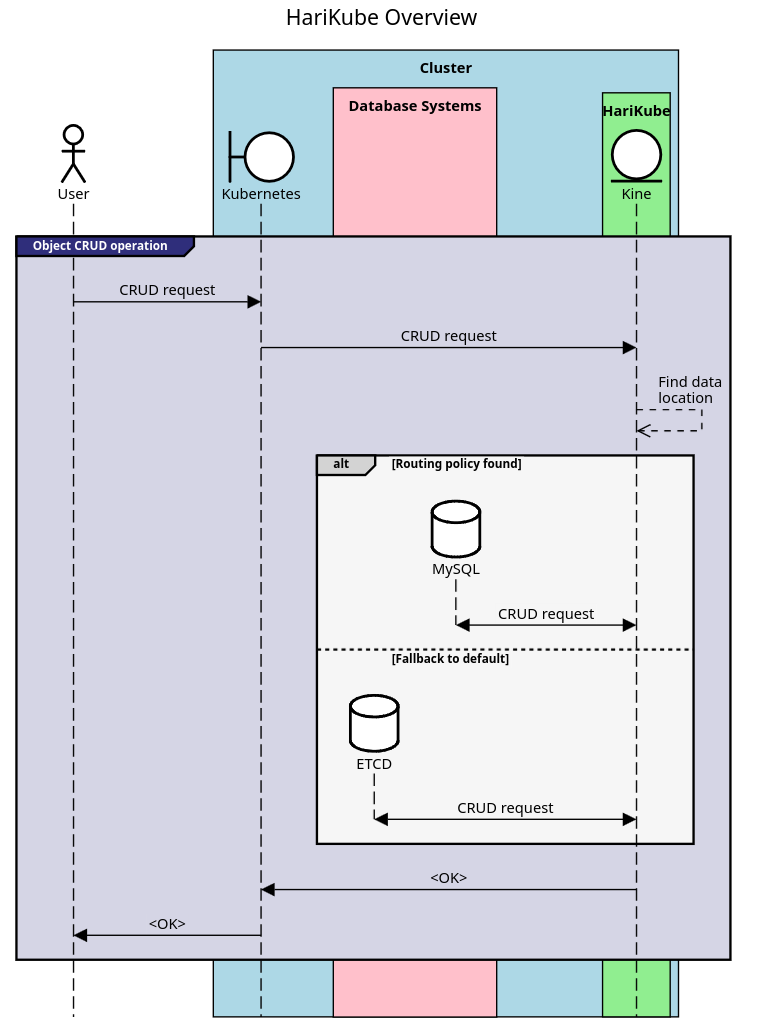 HariKube Overview
Cluster
Database Systems
HariKube
User
Kubernetes
Kine
Object CRUD operation
CRUD request
CRUD request
Find data
location
alt
[Routing policy found]
MySQL
CRUD request
[Fallback to default]
ETCD
CRUD request
<OK>
<OK>